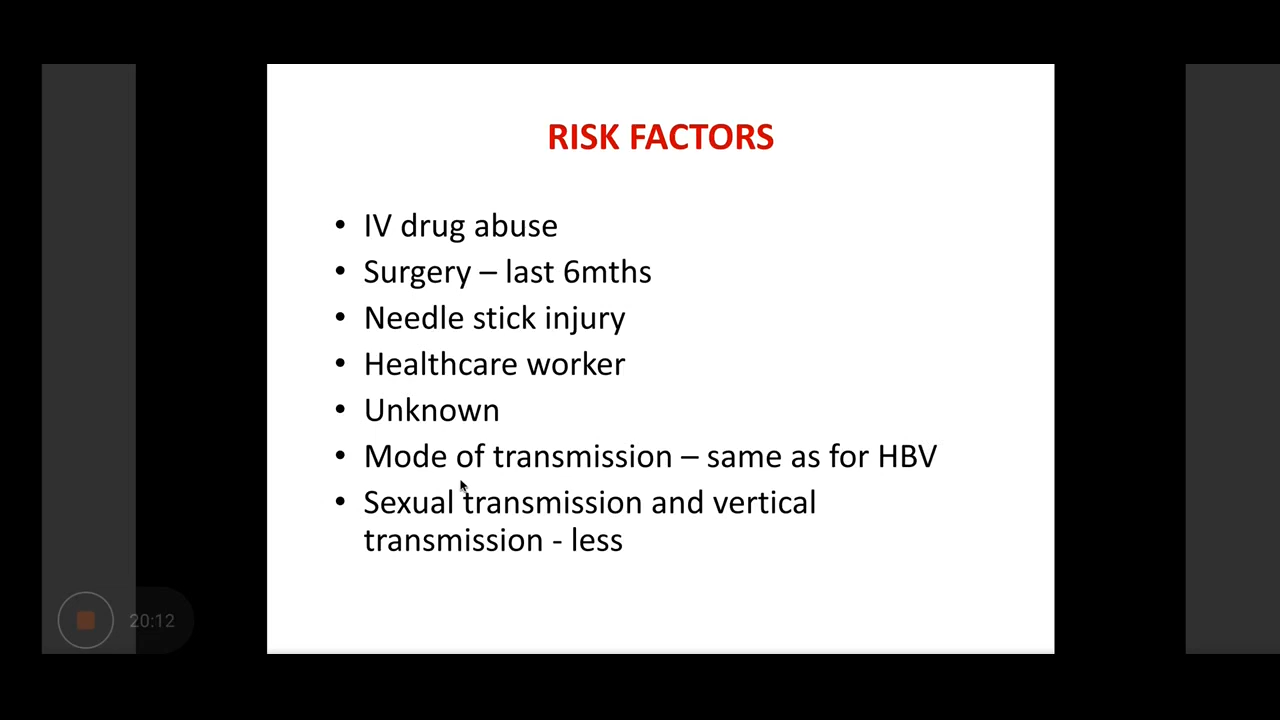 RISK FACTORS
• IV drug abuse
• Surgery – last 6mths
• Needle stick injury
• Healthcare worker
• Unknown
• Mode of transmission – same as for HBV
• Sexual transmission and vertical
transmission - less
20:12